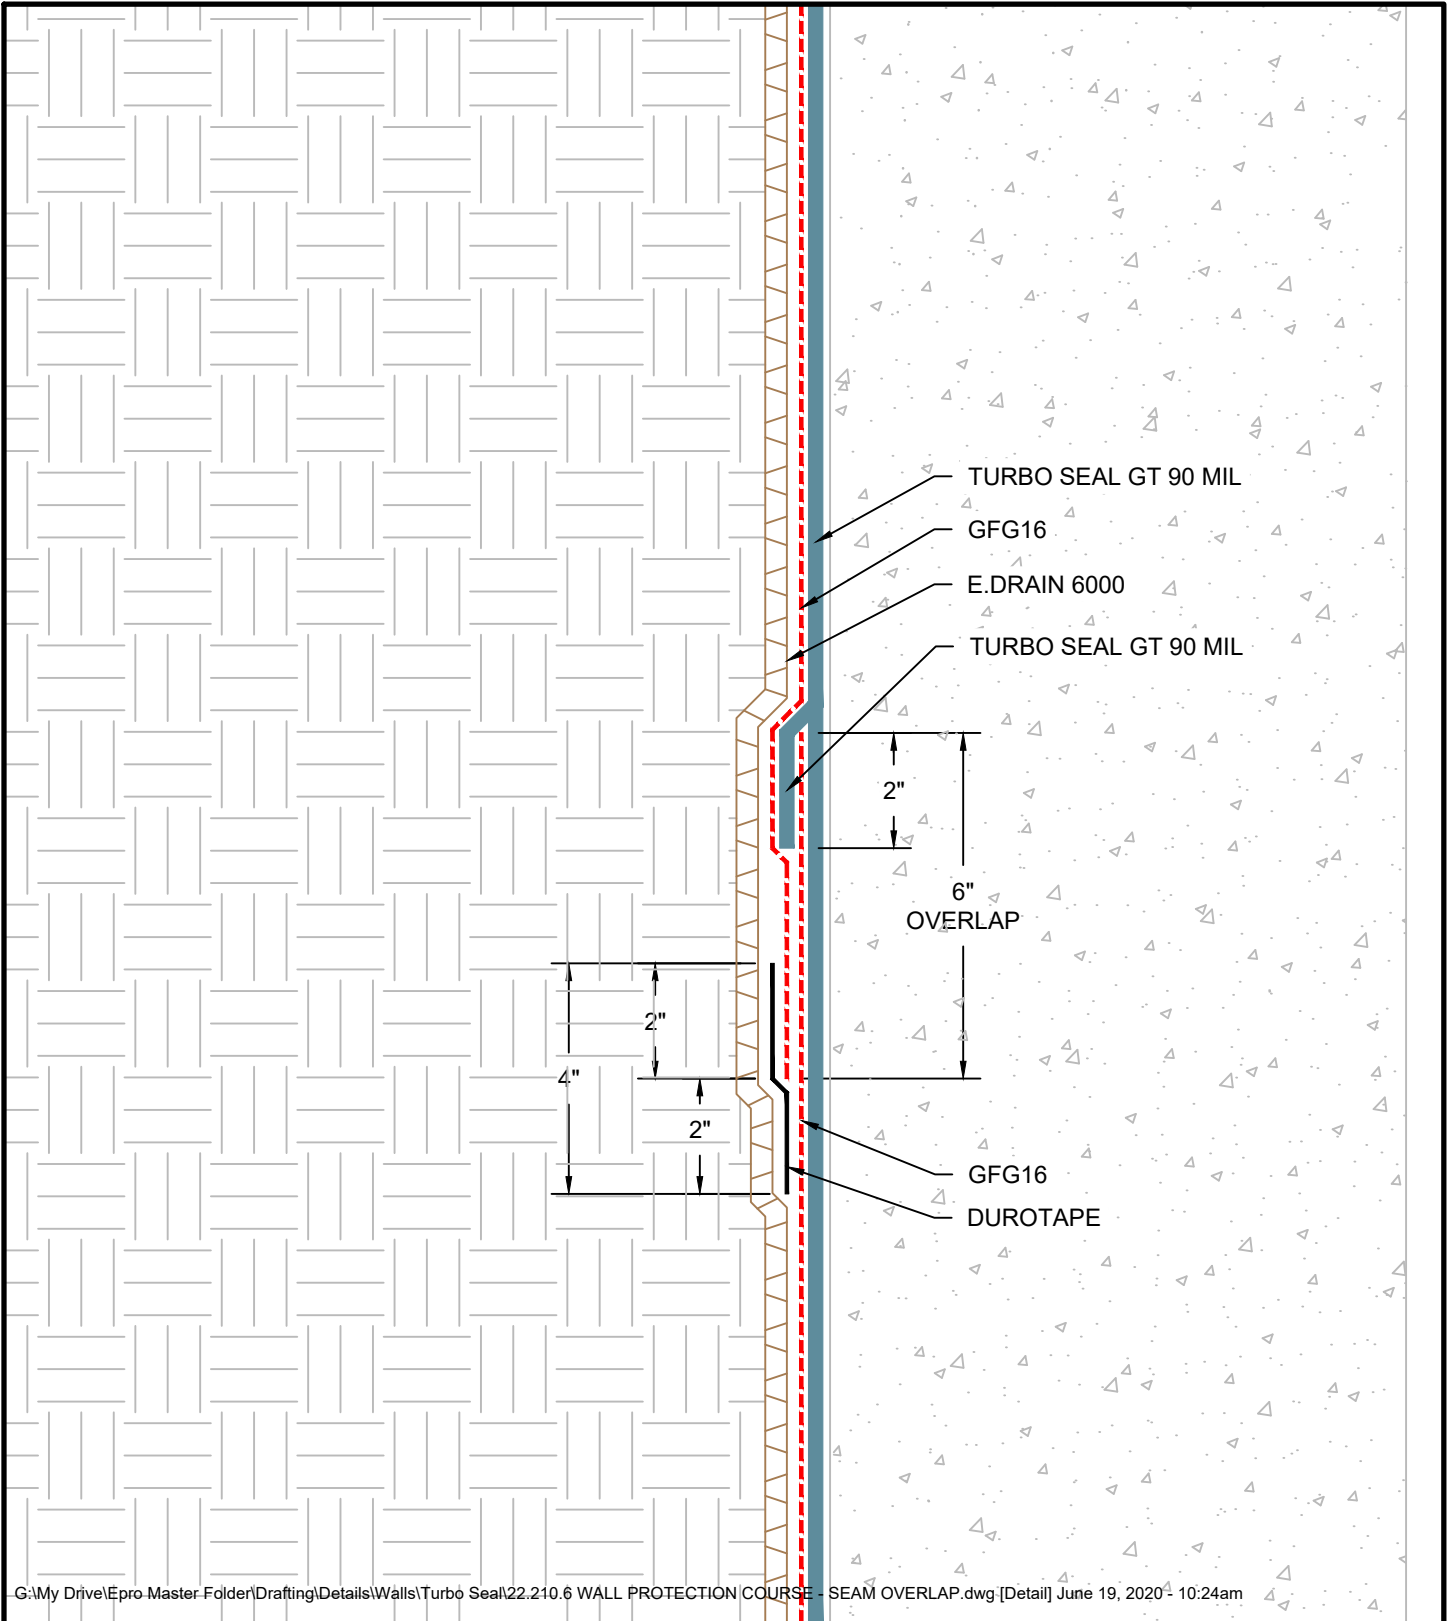 TURBO SEAL GT 90 MIL
GFG16
E.DRAIN 6000
TURBO SEAL GT 90 MIL
2"
6"
OVERLAP
2"
4"
2"
GFG16
DUROTAPE
G:\My Drive\Epro Master Folder\Drafting\Details\Walls\Turbo Seal\22.210.6 WALL PROTECTION COURSE - SEAM OVERLAP.dwg [Detail] June 19, 2020 - 10:24am